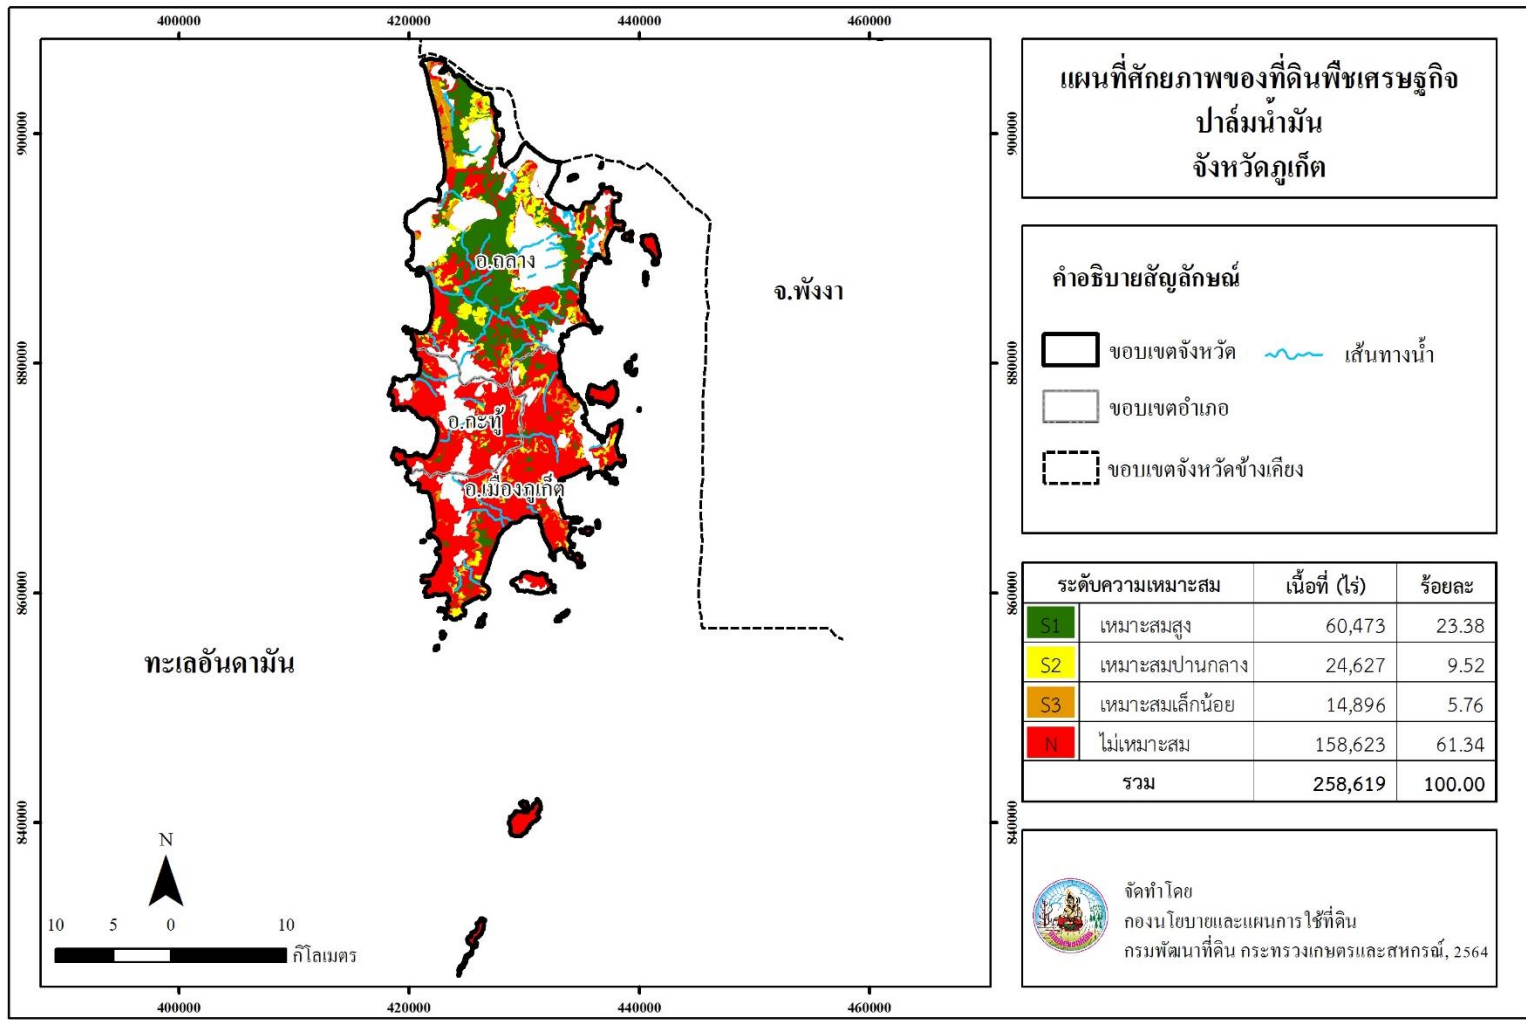 400000
420000
440000
460000
900000
880000
860000
840000
900000
880000
860000
840000
อ.ถลาง
อ.กะทู้
อ.เมืองภูเก็ต
จ.พังงา
ทะเลอันดามัน
N
10 5 0 10
กิโลเมตร
400000
420000
440000
460000
แผนที่ศักยภาพของที่ดินพืชเศรษฐกิจ
ปาล์มน้ำมัน
จังหวัดภูเก็ต
คำอธิบายสัญลักษณ์
ขอบเขตจังหวัด เส้นทางน้ำ
ขอบเขตอำเภอ
ขอบเขตจังหวัดข้างเคียง
ระดับความเหมาะสม เนื้อที่ (ไร่) ร้อยละ
S1 เหมาะสมสูง 60,473 23.38
S2 เหมาะสมปานกลาง 24,627 9.52
S3 เหมาะสมเล็กน้อย 14,896 5.76
N ไม่เหมาะสม 158,623 61.34
รวม 258,619 100.00
จัดทำโดย
กองนโยบายและแผนการใช้ที่ดิน
กรมพัฒนาที่ดิน กระทรวงเกษตรและสหกรณ์, 2564